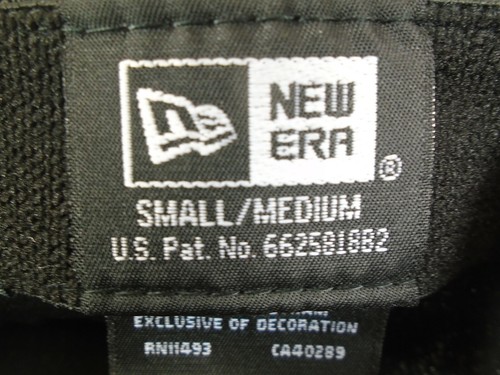 NEW
ERA
®
SMALL/MEDIUM
U.S. Pat. No. 6625818B2
EXCLUSIVE OF DECORATION
RN11493 CA40289